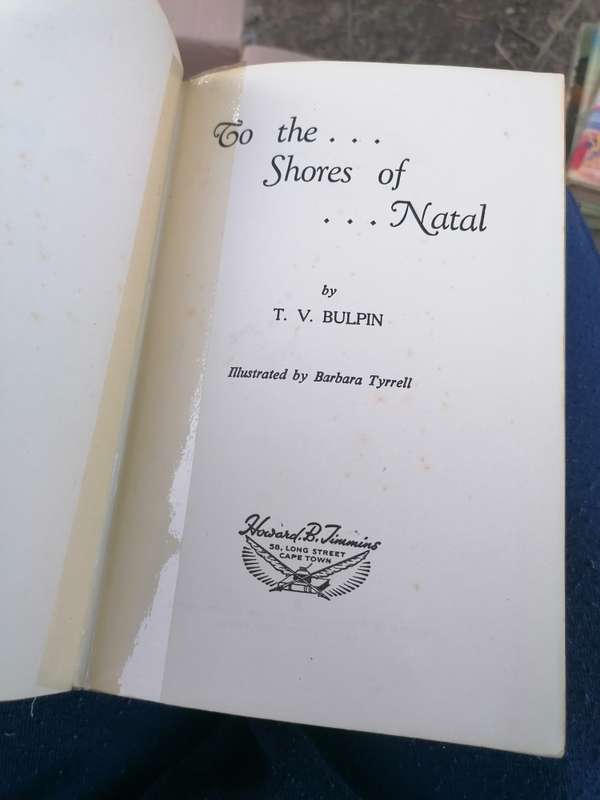 To the . . .
Shores of
. . . Natal
by
T. V. BULPIN
Illustrated by Barbara Tyrrell
Howard. B. Timmins
58, LONG STREET
CAPE TOWN